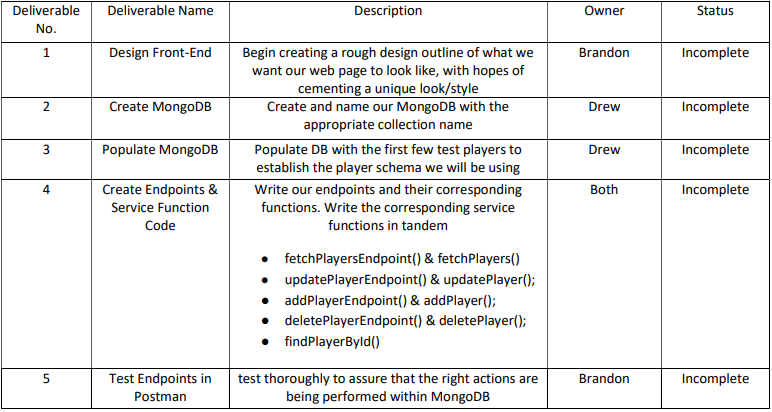 Deliverable No. Deliverable Name Description Owner Status
1 Design Front-End Begin creating a rough design outline of what we Brandon Incomplete
want our web page to look like, with hopes of
cementing a unique look/style
2 Create MongoDB Create and name our MongoDB with the Drew Incomplete
appropriate collection name
3 Populate MongoDB Populate DB with the first few test players to Drew Incomplete
establish the player schema we will be using
4 Create Endpoints & Write our endpoints and their corresponding Both Incomplete
Service Function functions. Write the corresponding service
Code functions in tandem
● fetchPlayersEndpoint() & fetchPlayers()
● updatePlayerEndpoint() & updatePlayer();
● addPlayerEndpoint() & addPlayer();
● deletePlayerEndpoint() & deletePlayer();
● findPlayerById()
5 Test Endpoints in test thoroughly to assure that the right actions are Brandon Incomplete
Postman being performed within MongoDB